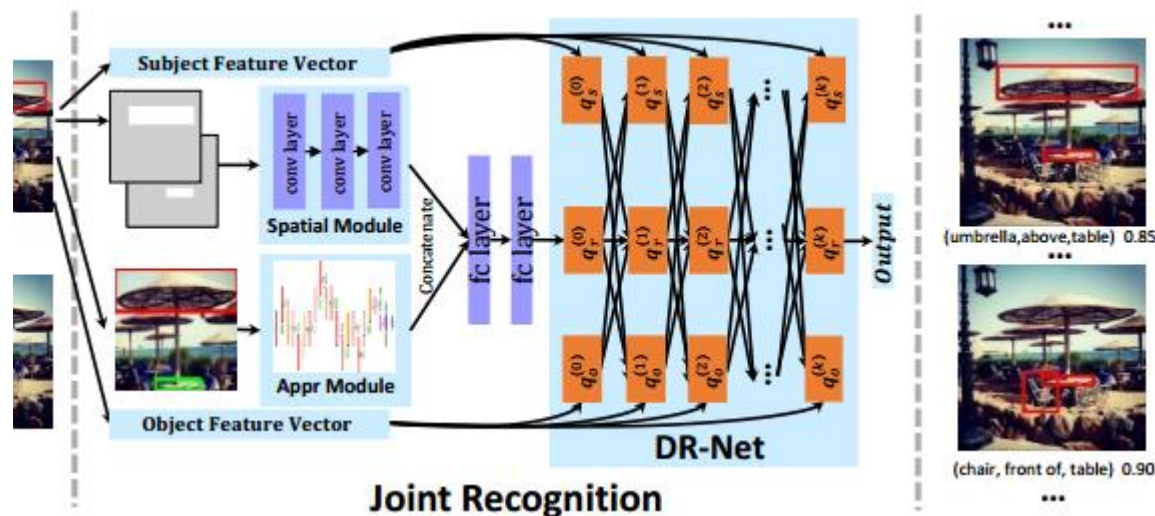 Subject Feature Vector
conv layer
conv layer
conv layer
Spatial Module
Appr Module
Object Feature Vector
Concatenate
fc layer
fc layer
q_s^(0) q_s^(1) q_s^(2) ... q_s^(k)
q_r^(0) q_r^(1) q_r^(2) ... q_r^(k)
q_o^(0) q_o^(1) q_o^(2) ... q_o^(k)
DR-Net
Output
Joint Recognition
...
(umbrella,above,table) 0.85
...
(chair, front of, table) 0.90
...